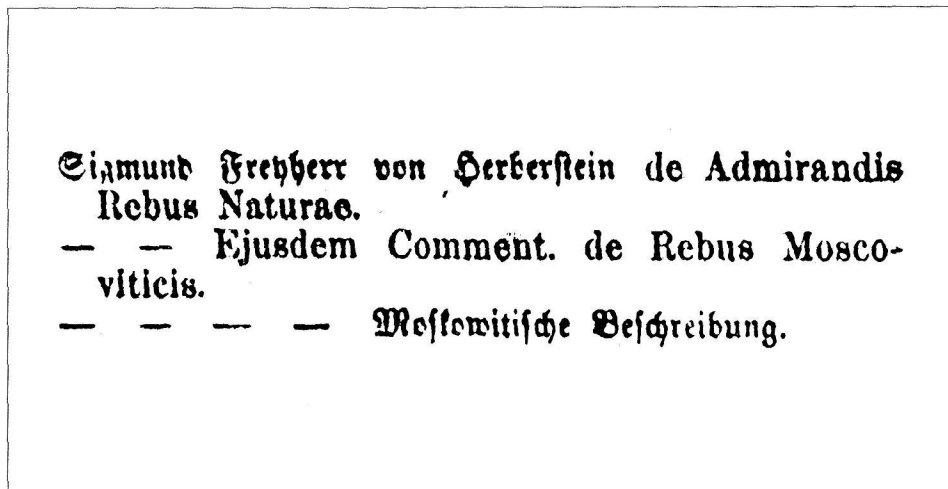 Sigmund Freyherr von Herberstein de Admirandis
Rebus Naturae.
— — Ejusdem Comment. de Rebus Mosco-
viticis.
— — — — Moskowitische Beschreibung.